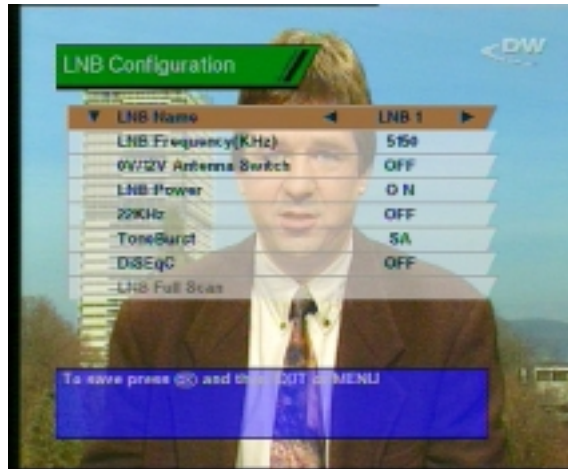 DW
LNB Configuration
LNB Name LNB 1
LNB Frequency(KHz) 5150
0V/12V Antenna Switch OFF
LNB Power ON
22KHz OFF
ToneBurst SA
DiSEqC OFF
LNB Full Scan
To save press OK and then EXIT or MENU